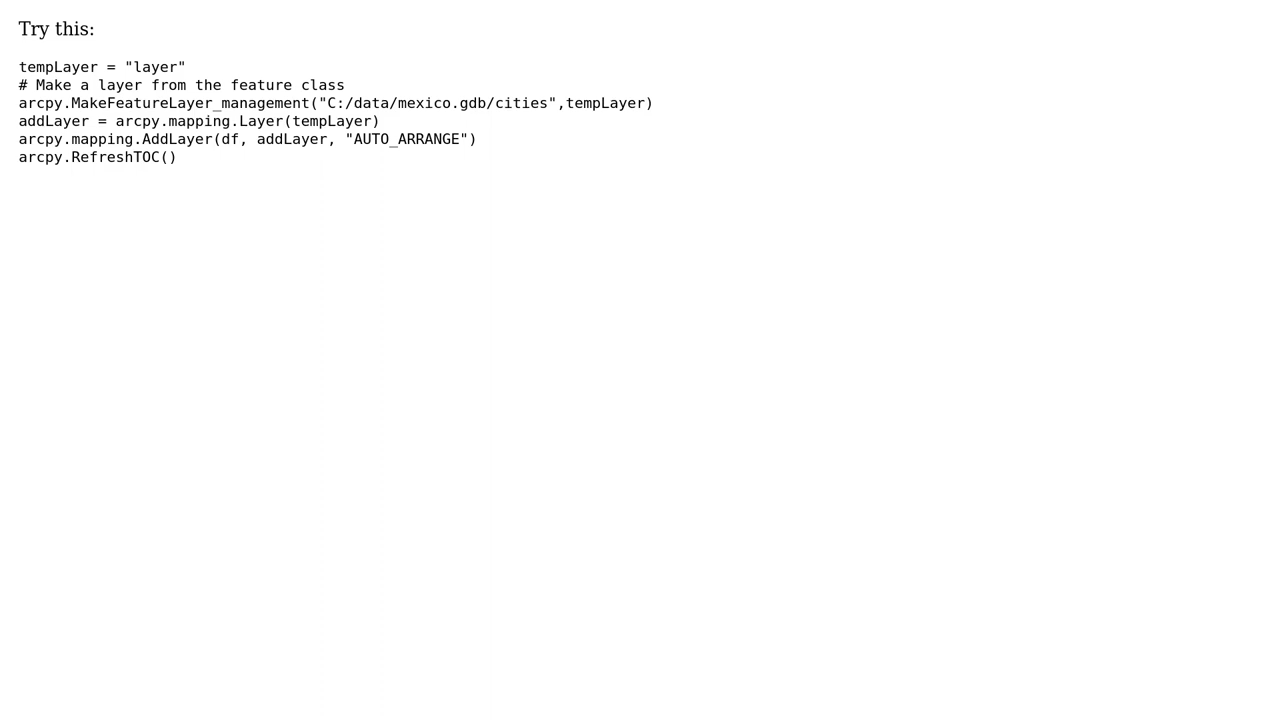 Try this:
tempLayer = "layer"
# Make a layer from the feature class
arcpy.MakeFeatureLayer_management("C:/data/mexico.gdb/cities",tempLayer)
addLayer = arcpy.mapping.Layer(tempLayer)
arcpy.mapping.AddLayer(df, addLayer, "AUTO_ARRANGE")
arcpy.RefreshTOC()